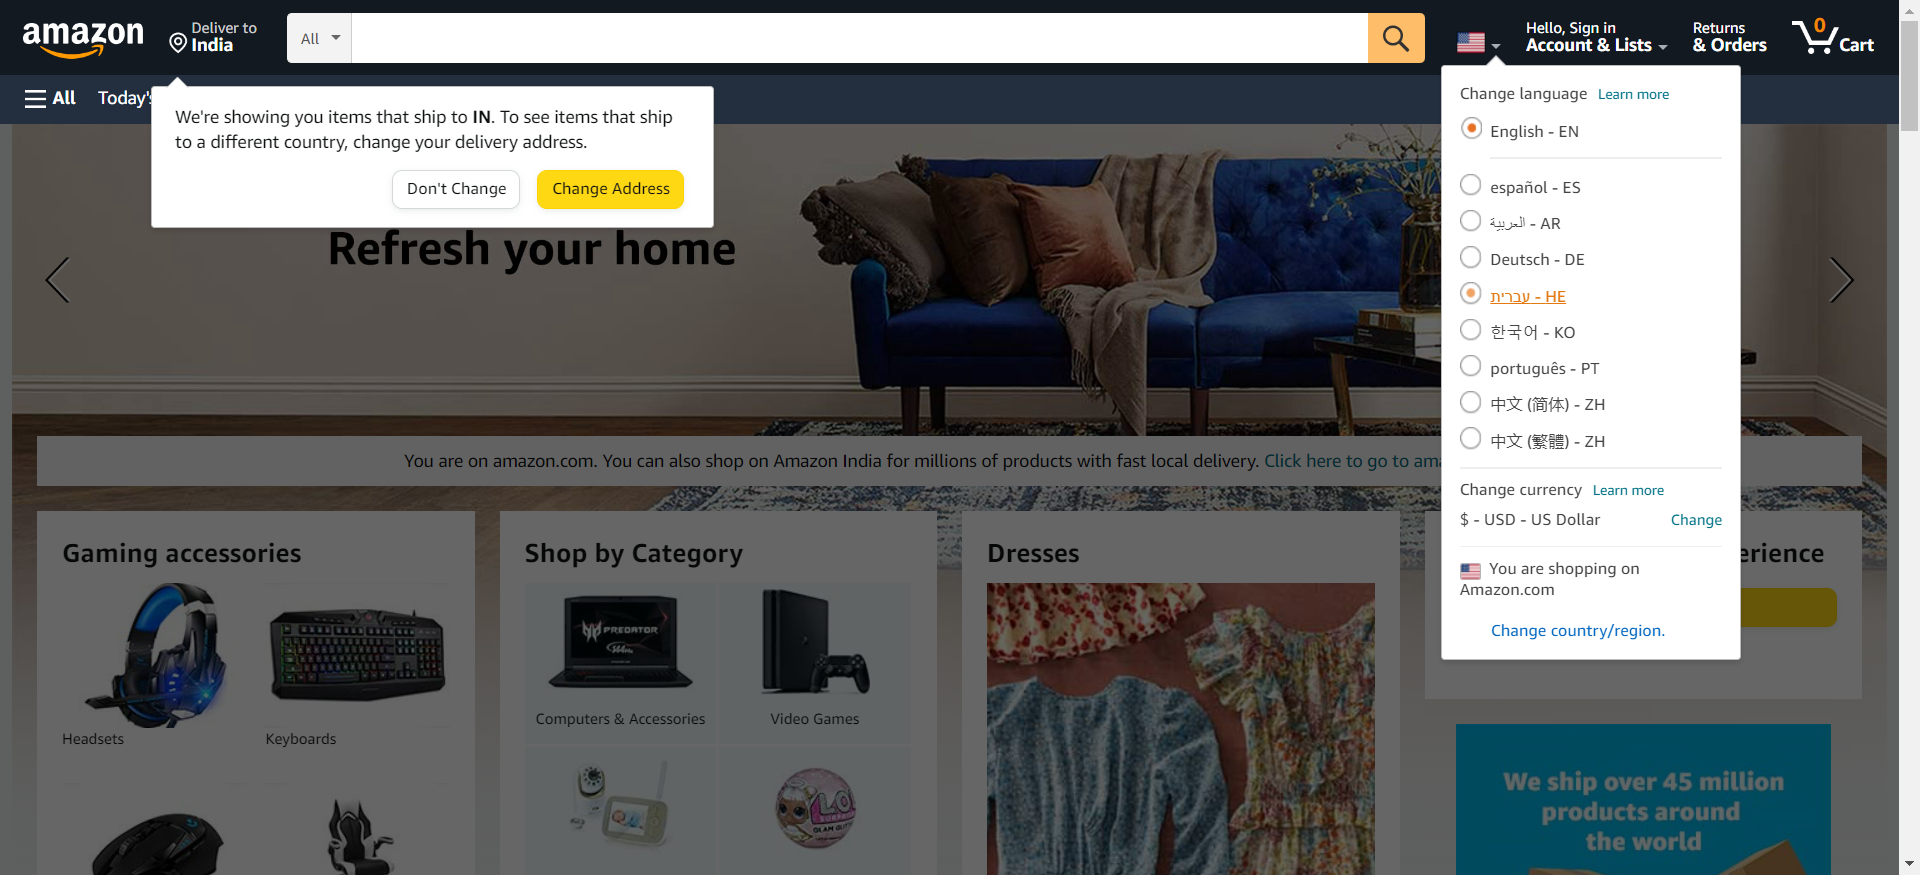 amazon
Deliver to
India
All
Hello, Sign in
Account & Lists
Returns
& Orders
0
Cart
All
Today's
We're showing you items that ship to IN. To see items that ship
to a different country, change your delivery address.
Don't Change
Change Address
Change language Learn more
English - EN
español - ES
العربية - AR
Deutsch - DE
עברית - HE
한국어 - KO
português - PT
中文 (简体) - ZH
中文 (繁體) - ZH
Change currency Learn more
$ - USD - US Dollar
Change
You are shopping on
Amazon.com
Change country/region.
Refresh your home
You are on amazon.com. You can also shop on Amazon India for millions of products with fast local delivery. Click here to go to
Gaming accessories
Headsets
Keyboards
Shop by Category
PREDATOR
Computers & Accessories
Video Games
Dresses
We ship over 45 million
products around
the world